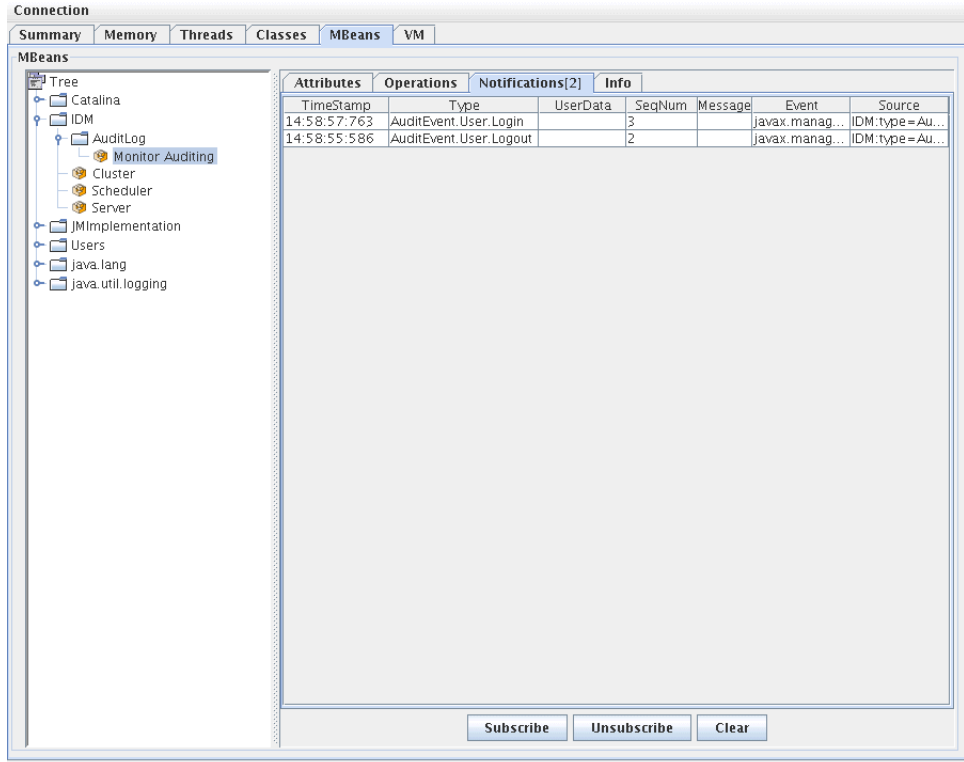 Connection
Summary Memory Threads Classes MBeans VM
MBeans
Tree
Catalina
IDM
AuditLog
Monitor Auditing
Cluster
Scheduler
Server
JMImplementation
Users
java.lang
java.util.logging
Attributes Operations Notifications[2] Info
TimeStamp Type UserData SeqNum Message Event Source
14:58:57:763 AuditEvent.User.Login 3 javax.manag... IDM:type=Au...
14:58:55:586 AuditEvent.User.Logout 2 javax.manag... IDM:type=Au...
Subscribe Unsubscribe Clear